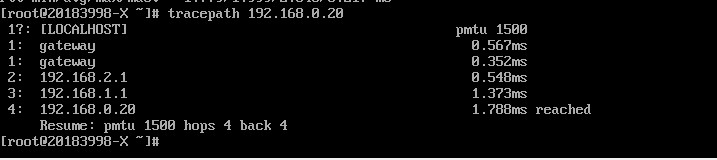 [root@20183998-X ~]# tracepath 192.168.0.20
1?: [LOCALHOST] pmtu 1500
1: gateway 0.567ms
1: gateway 0.352ms
2: 192.168.2.1 0.548ms
3: 192.168.1.1 1.373ms
4: 192.168.0.20 1.788ms reached
Resume: pmtu 1500 hops 4 back 4
[root@20183998-X ~]#